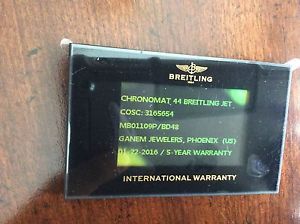 BREITLING
CHRONOMAT 44 BREITLING JET
COSC: 3165654
MB01109P/BD48
GANEM JEWELERS, PHOENIX (US)
01-22-2016 / 5-YEAR WARRANTY
INTERNATIONAL WARRANTY